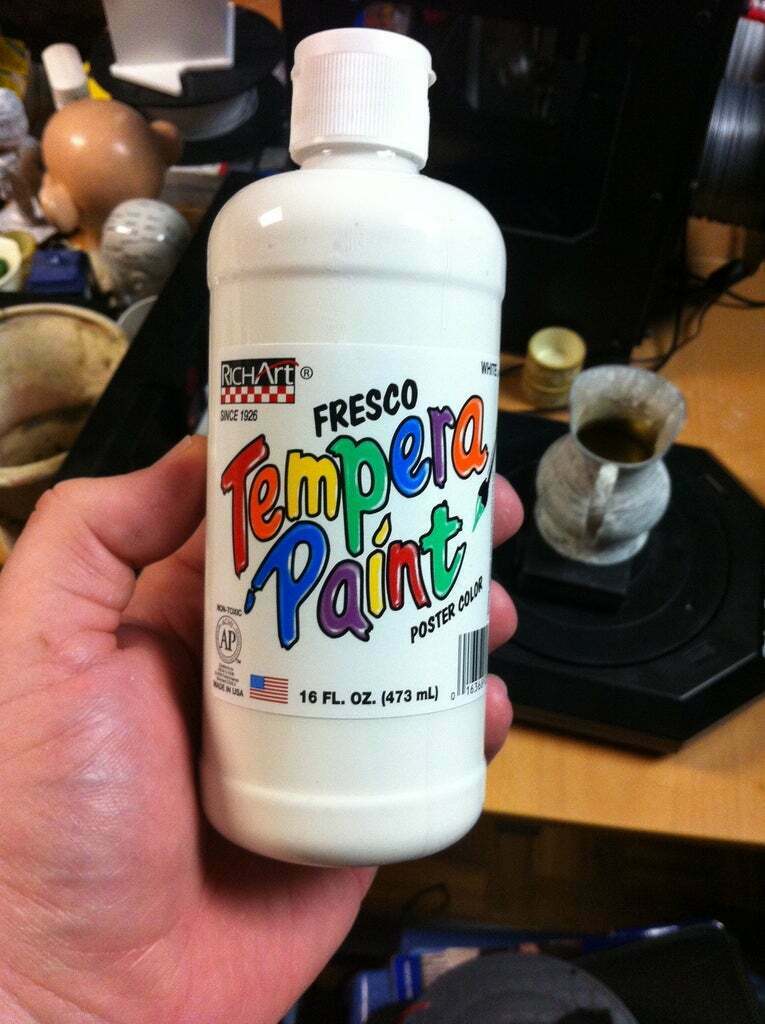 WHITE
RICHART®
SINCE 1926
FRESCO
Tempera
Paint
POSTER COLOR
NON-TOXIC
AP
MADE IN USA
16 FL. OZ. (473 mL)